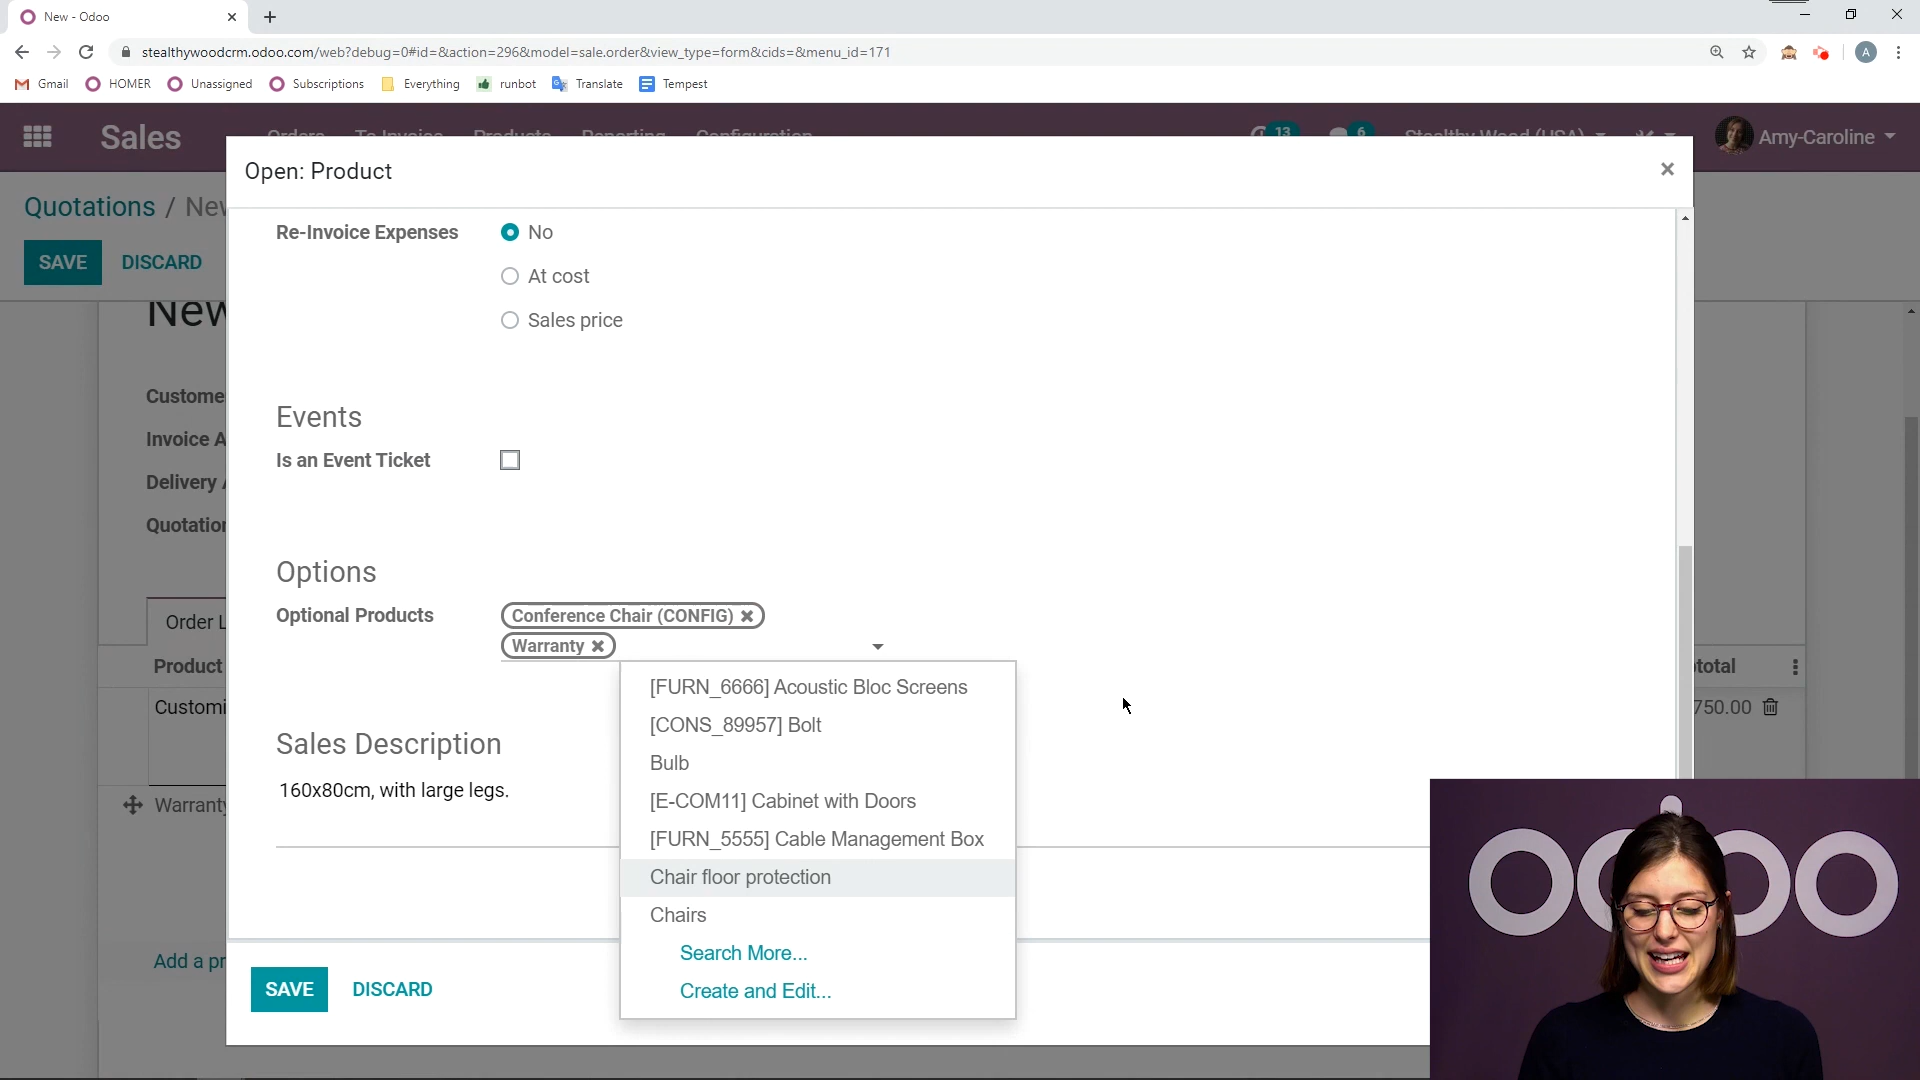 New - Odoo
stealthywoodcrm.odoo.com/web?debug=0#id=&action=296&model=sale.order&view_type=form&cids=&menu_id=171
A
Gmail HOMER Unassigned Subscriptions Everything runbot Translate Tempest
Sales Orders To Invoice Products Reporting Configuration 13 6 Stealthy Wood (USA) Amy-Caroline
Open: Product
Quotations / New
SAVE DISCARD
New
Re-Invoice Expenses No
At cost
Sales price
Custome
Invoice A
Delivery A
Quotation
Events
Is an Event Ticket
Options
Optional Products Conference Chair (CONFIG)
Warranty
Order L
Product
total
Customi
750.00
Warranty
Add a pr
[FURN_6666] Acoustic Bloc Screens
[CONS_89957] Bolt
Bulb
[E-COM11] Cabinet with Doors
[FURN_5555] Cable Management Box
Chair floor protection
Chairs
Search More...
Create and Edit...
Sales Description
160x80cm, with large legs.
SAVE DISCARD
odoo